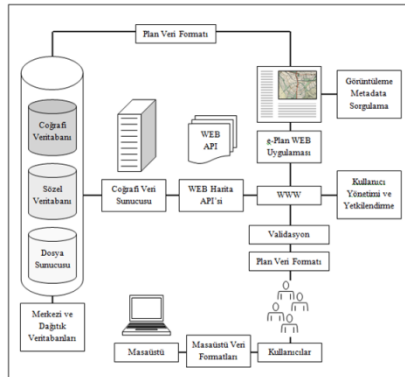 Plan Veri Formatı
Görüntüleme
Metadata
Sorgulama
Coğrafi
Veritabanı
WEB
API
g-Plan WEB
Uygulaması
Sözel
Veritabanı
Coğrafi Veri
Sunucusu
WEB Harita
API'si
WWW
Kullanıcı
Yönetimi ve
Yetkilendirme
Validasyon
Dosya
Sunucusu
Plan Veri Formatı
Merkezi ve
Dağıtık
Veritabanları
Masaüstü
Masaüstü Veri
Formatları
Kullanıcılar